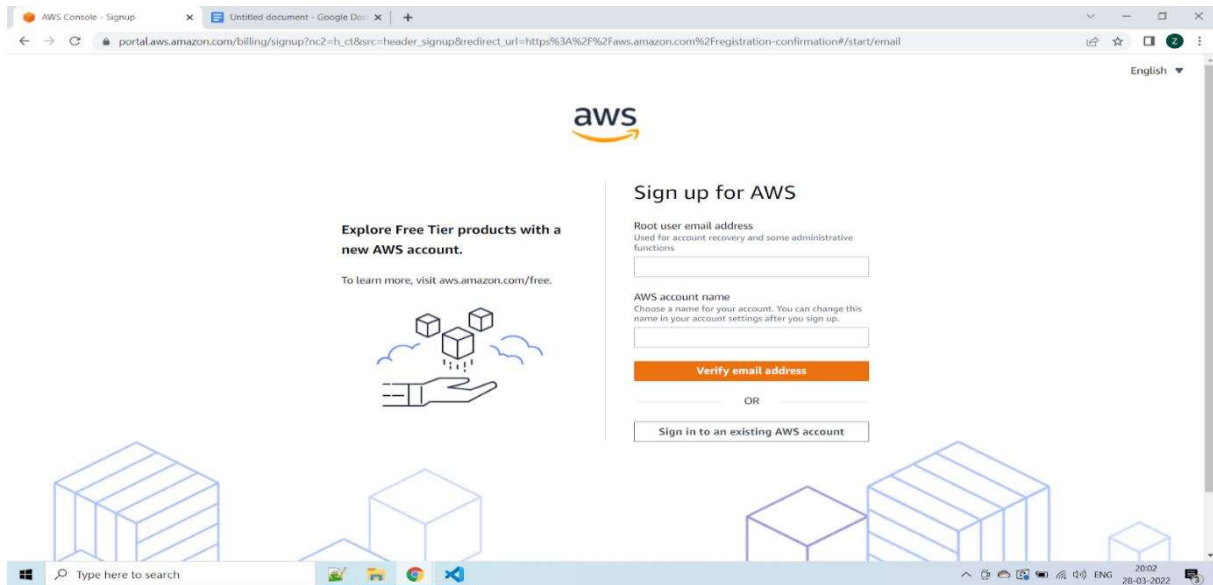 AWS Console - Signup
Untitled document - Google Doc
portal.aws.amazon.com/billing/signup?nc2=h_ct&src=header_signup&redirect_url=https%3A%2F%2Faws.amazon.com%2Fregistration-confirmation#/start/email
Z
English
aws
Explore Free Tier products with a
new AWS account.
To learn more, visit aws.amazon.com/free.
Sign up for AWS
Root user email address
Used for account recovery and some administrative
functions
AWS account name
Choose a name for your account. You can change this
name in your account settings after you sign up.
Verify email address
OR
Sign in to an existing AWS account
Type here to search
ENG
20:02
28-03-2022